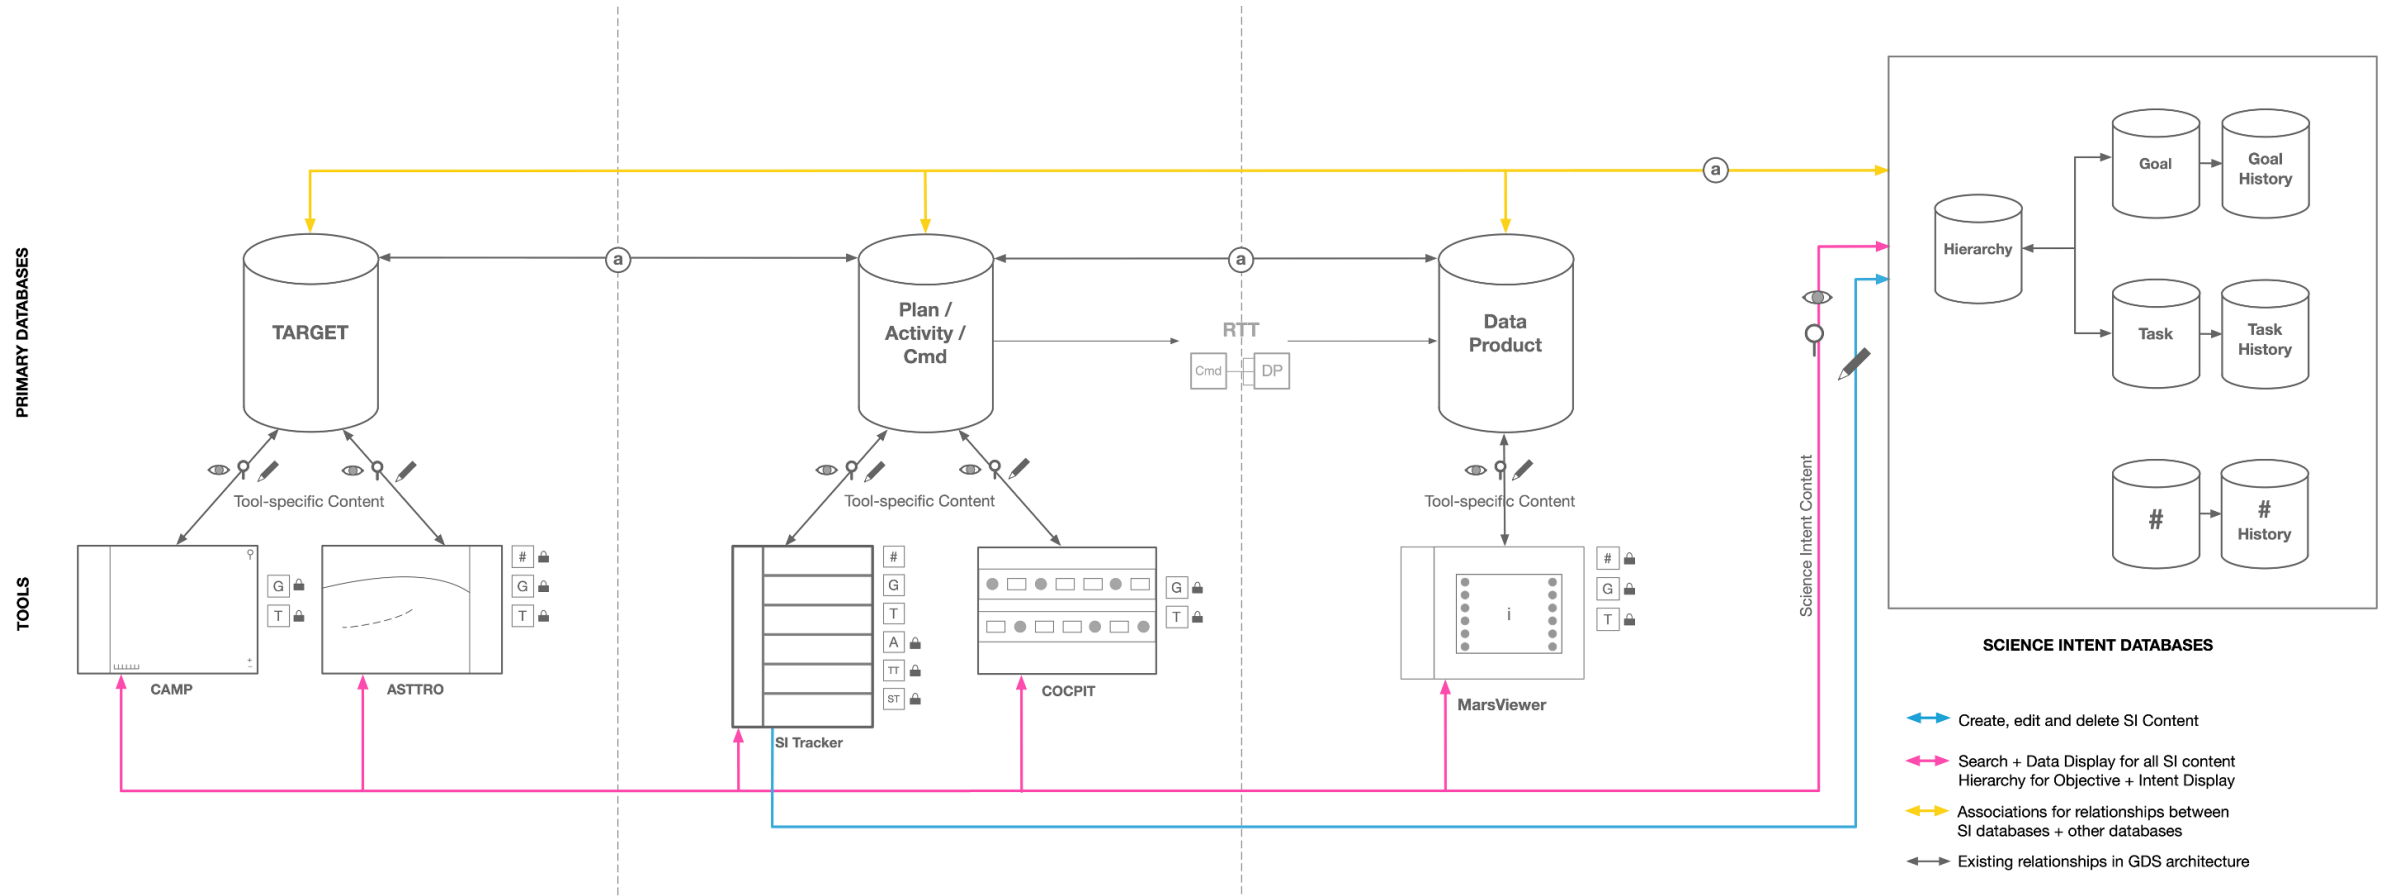 PRIMARY DATABASES
TOOLS
a
a
a
TARGET
Plan /
Activity /
Cmd
RTT
Cmd
DP
Data
Product
Tool-specific Content
Tool-specific Content
Tool-specific Content
G
T
CAMP
#
G
T
ASTTRO
#
G
T
A
TT
ST
SI Tracker
G
T
COCPIT
i
#
G
T
MarsViewer
Science Intent Content
Hierarchy
Goal
Goal
History
Task
Task
History
#
#
History
SCIENCE INTENT DATABASES
Create, edit and delete SI Content
Search + Data Display for all SI content
Hierarchy for Objective + Intent Display
Associations for relationships between
SI databases + other databases
Existing relationships in GDS architecture